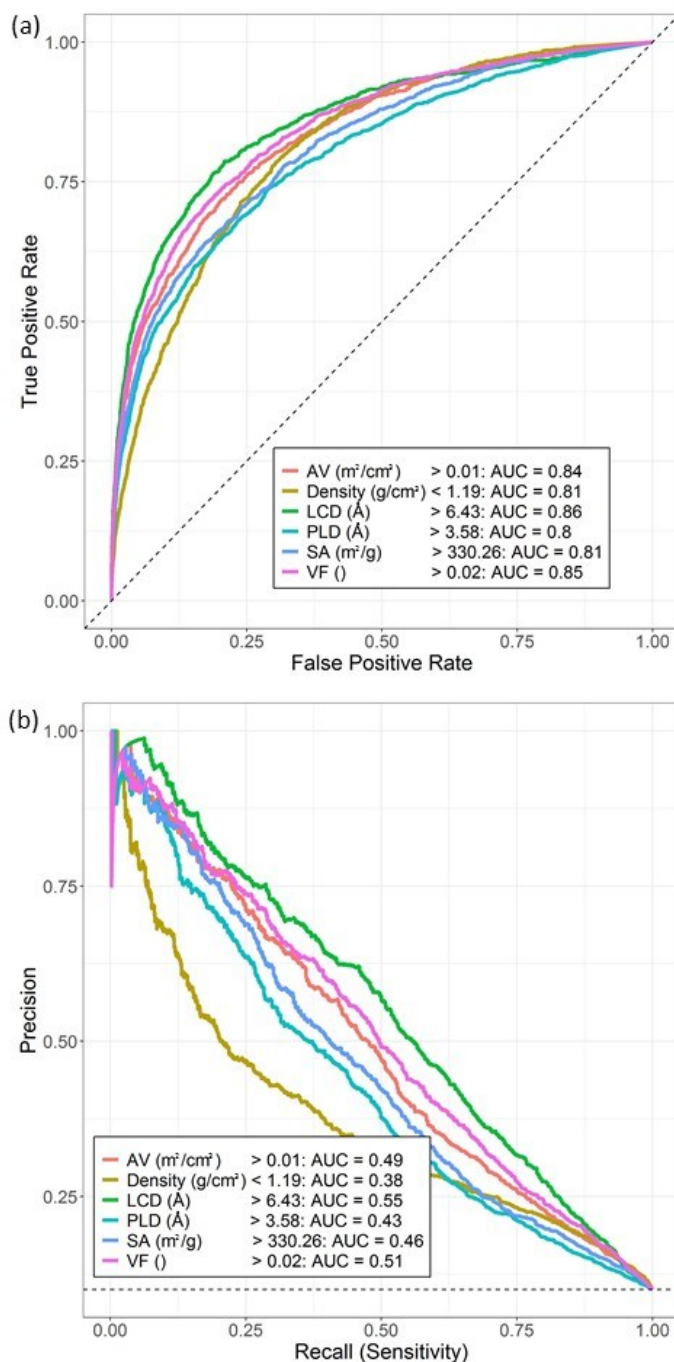 (a)
1.00
0.75
0.50
0.25
0.00
True Positive Rate
AV (m²/cm²) > 0.01: AUC = 0.84
Density (g/cm²) < 1.19: AUC = 0.81
LCD (Å) > 6.43: AUC = 0.86
PLD (Å) > 3.58: AUC = 0.8
SA (m²/g) > 330.26: AUC = 0.81
VF () > 0.02: AUC = 0.85
0.00 0.25 0.50 0.75 1.00
False Positive Rate
(b)
1.00
0.75
0.50
0.25
Precision
AV (m²/cm²) > 0.01: AUC = 0.49
Density (g/cm²) < 1.19: AUC = 0.38
LCD (Å) > 6.43: AUC = 0.55
PLD (Å) > 3.58: AUC = 0.43
SA (m²/g) > 330.26: AUC = 0.46
VF () > 0.02: AUC = 0.51
0.00 0.25 0.50 0.75 1.00
Recall (Sensitivity)